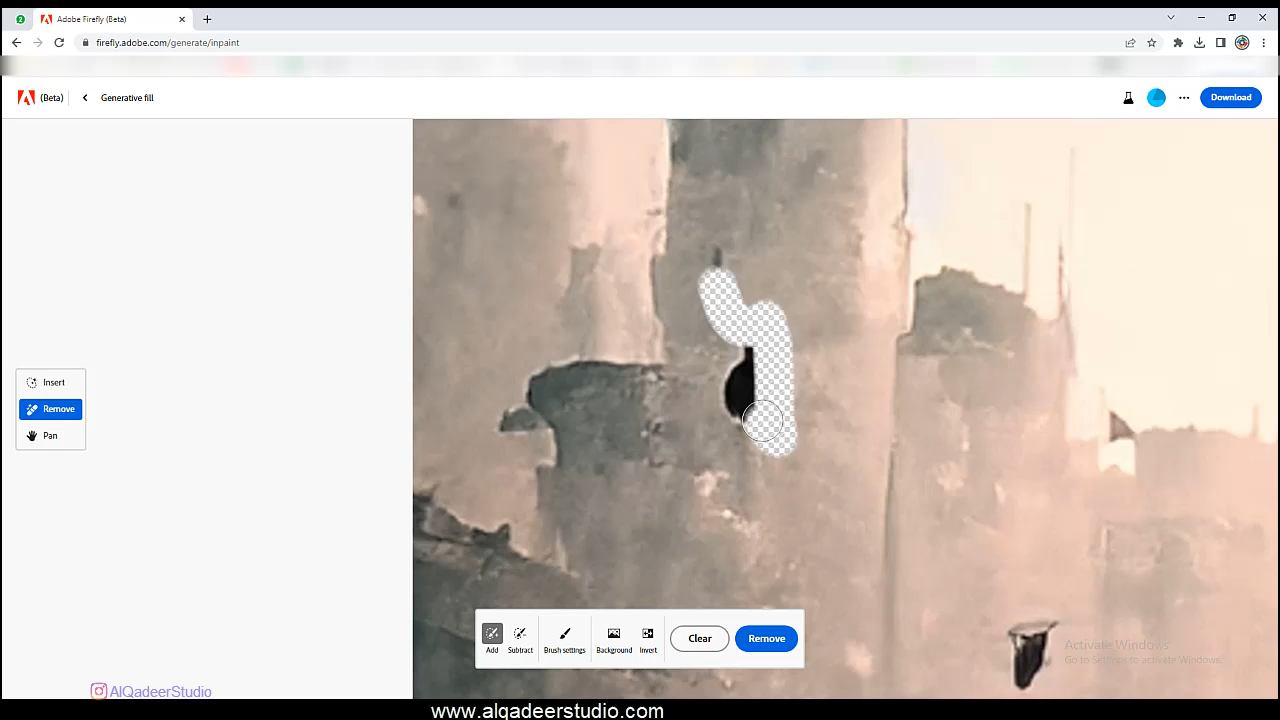 2
Adobe Firefly (Beta)
firefly.adobe.com/generate/inpaint
(Beta)
Generative fill
Download
Insert
Remove
Pan
Add
Subtract
Brush settings
Background
Invert
Clear
Remove
Activate Windows
Go to Settings to activate Windows.
AlQadeerStudio
www.alqadeerstudio.com